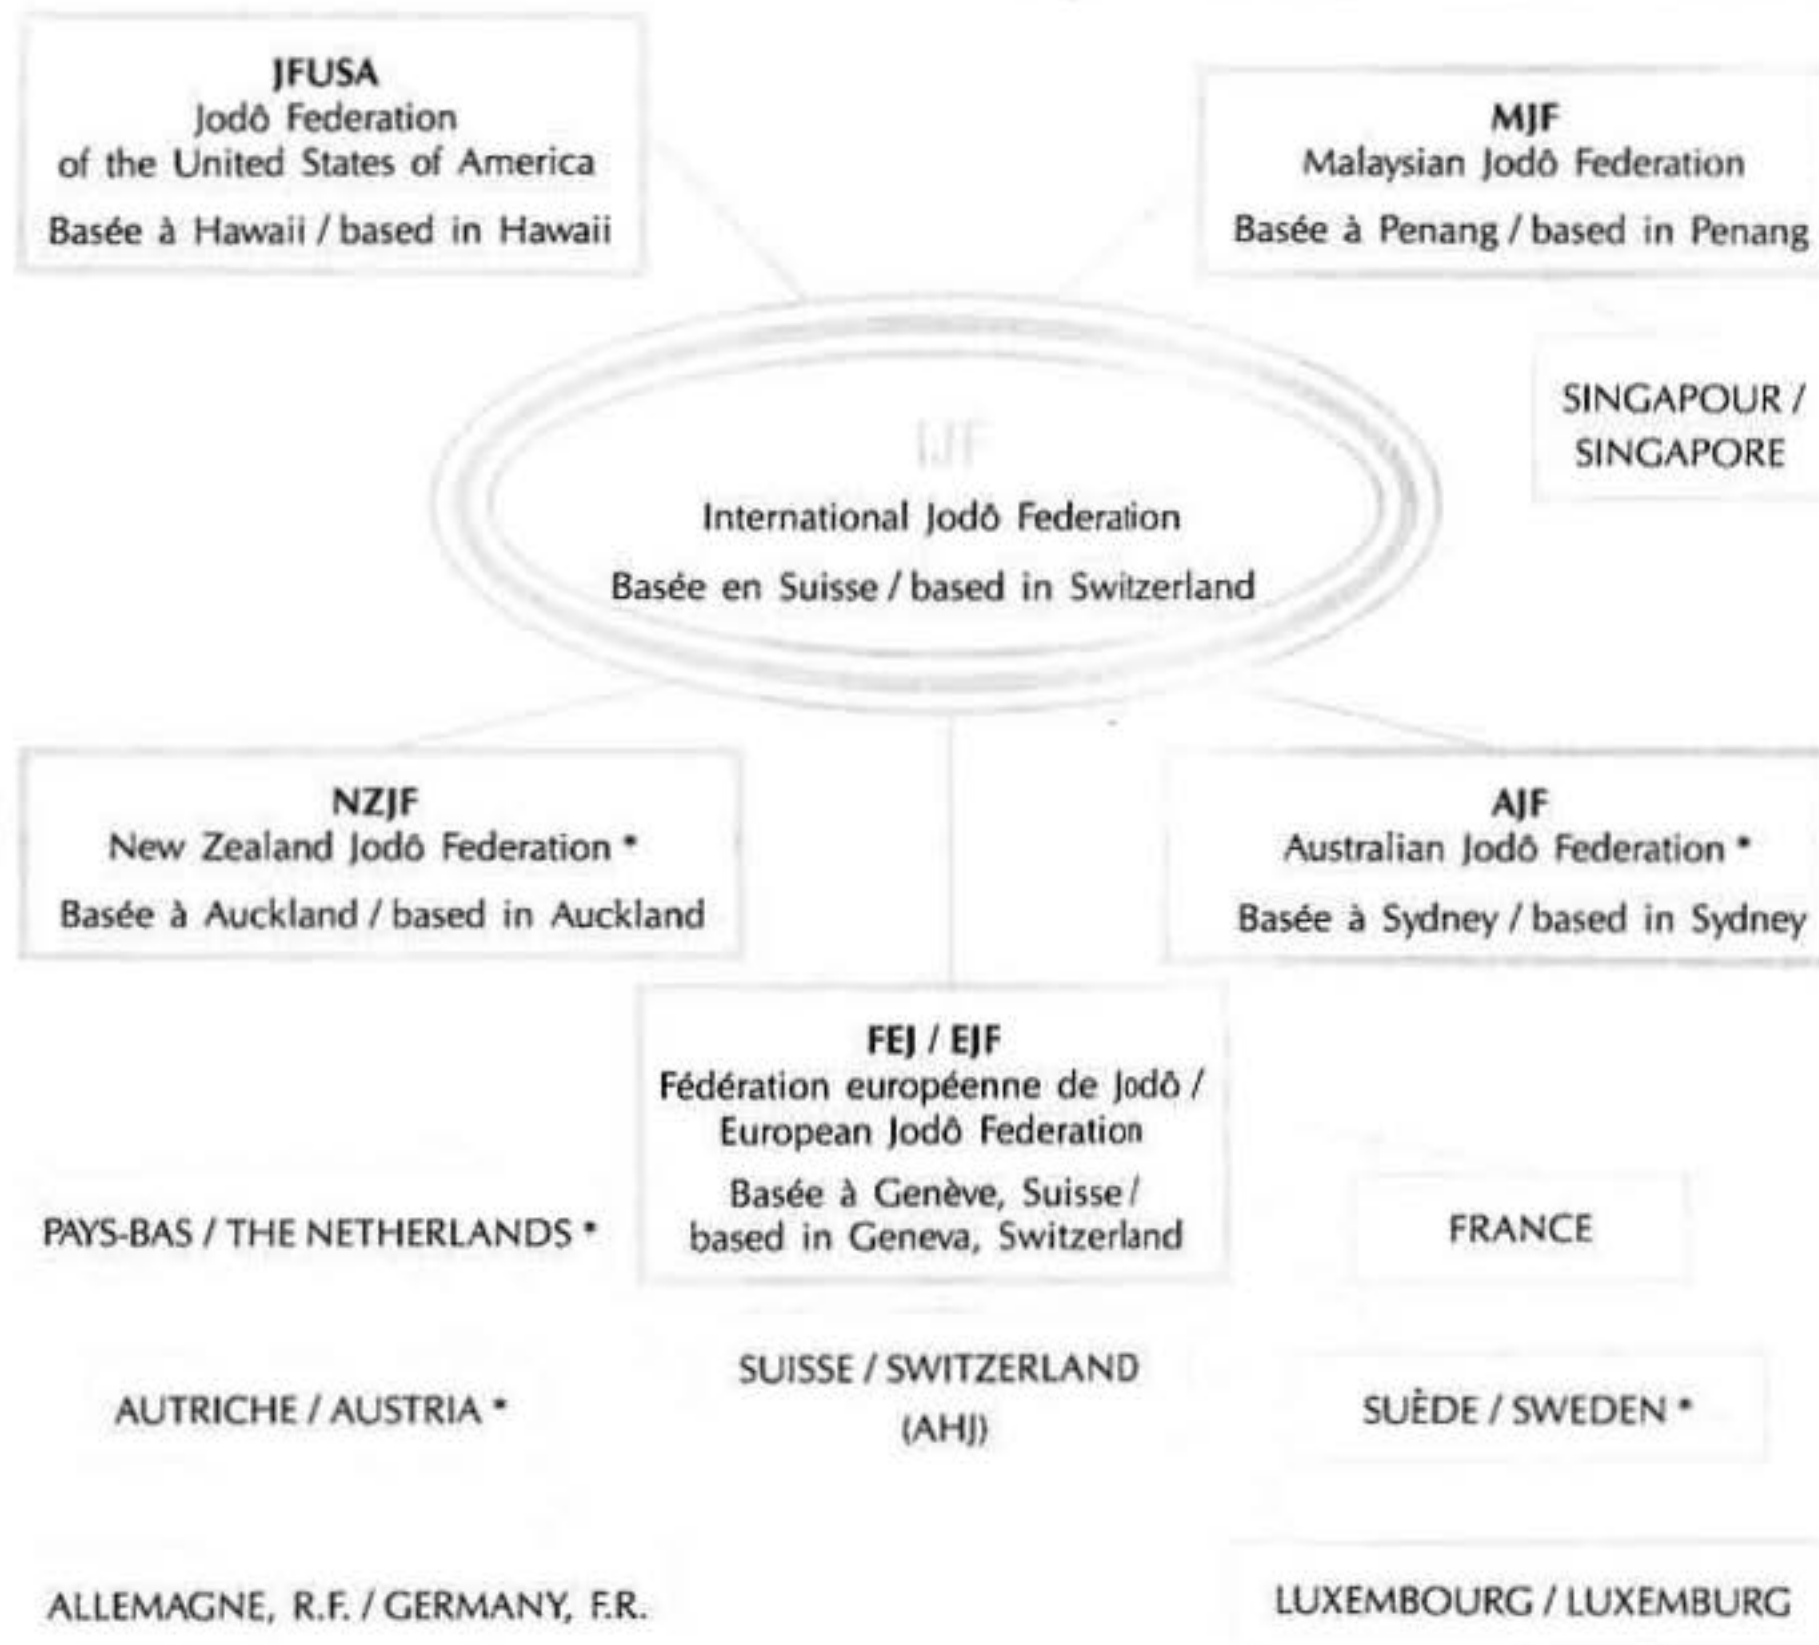 JFUSA
Jodô Federation
of the United States of America
Basée à Hawaii / based in Hawaii
MJF
Malaysian Jodô Federation
Basée à Penang / based in Penang
SINGAPOUR /
SINGAPORE
IJF
International Jodô Federation
Basée en Suisse / based in Switzerland
NZJF
New Zealand Jodô Federation *
Basée à Auckland / based in Auckland
AJF
Australian Jodô Federation *
Basée à Sydney / based in Sydney
FEJ / EJF
Fédération européenne de Jodô /
European Jodô Federation
Basée à Genève, Suisse /
based in Geneva, Switzerland
PAYS-BAS / THE NETHERLANDS *
FRANCE
AUTRICHE / AUSTRIA *
SUISSE / SWITZERLAND
(AHJ)
SUÈDE / SWEDEN *
ALLEMAGNE, R.F. / GERMANY, F.R.
LUXEMBOURG / LUXEMBURG